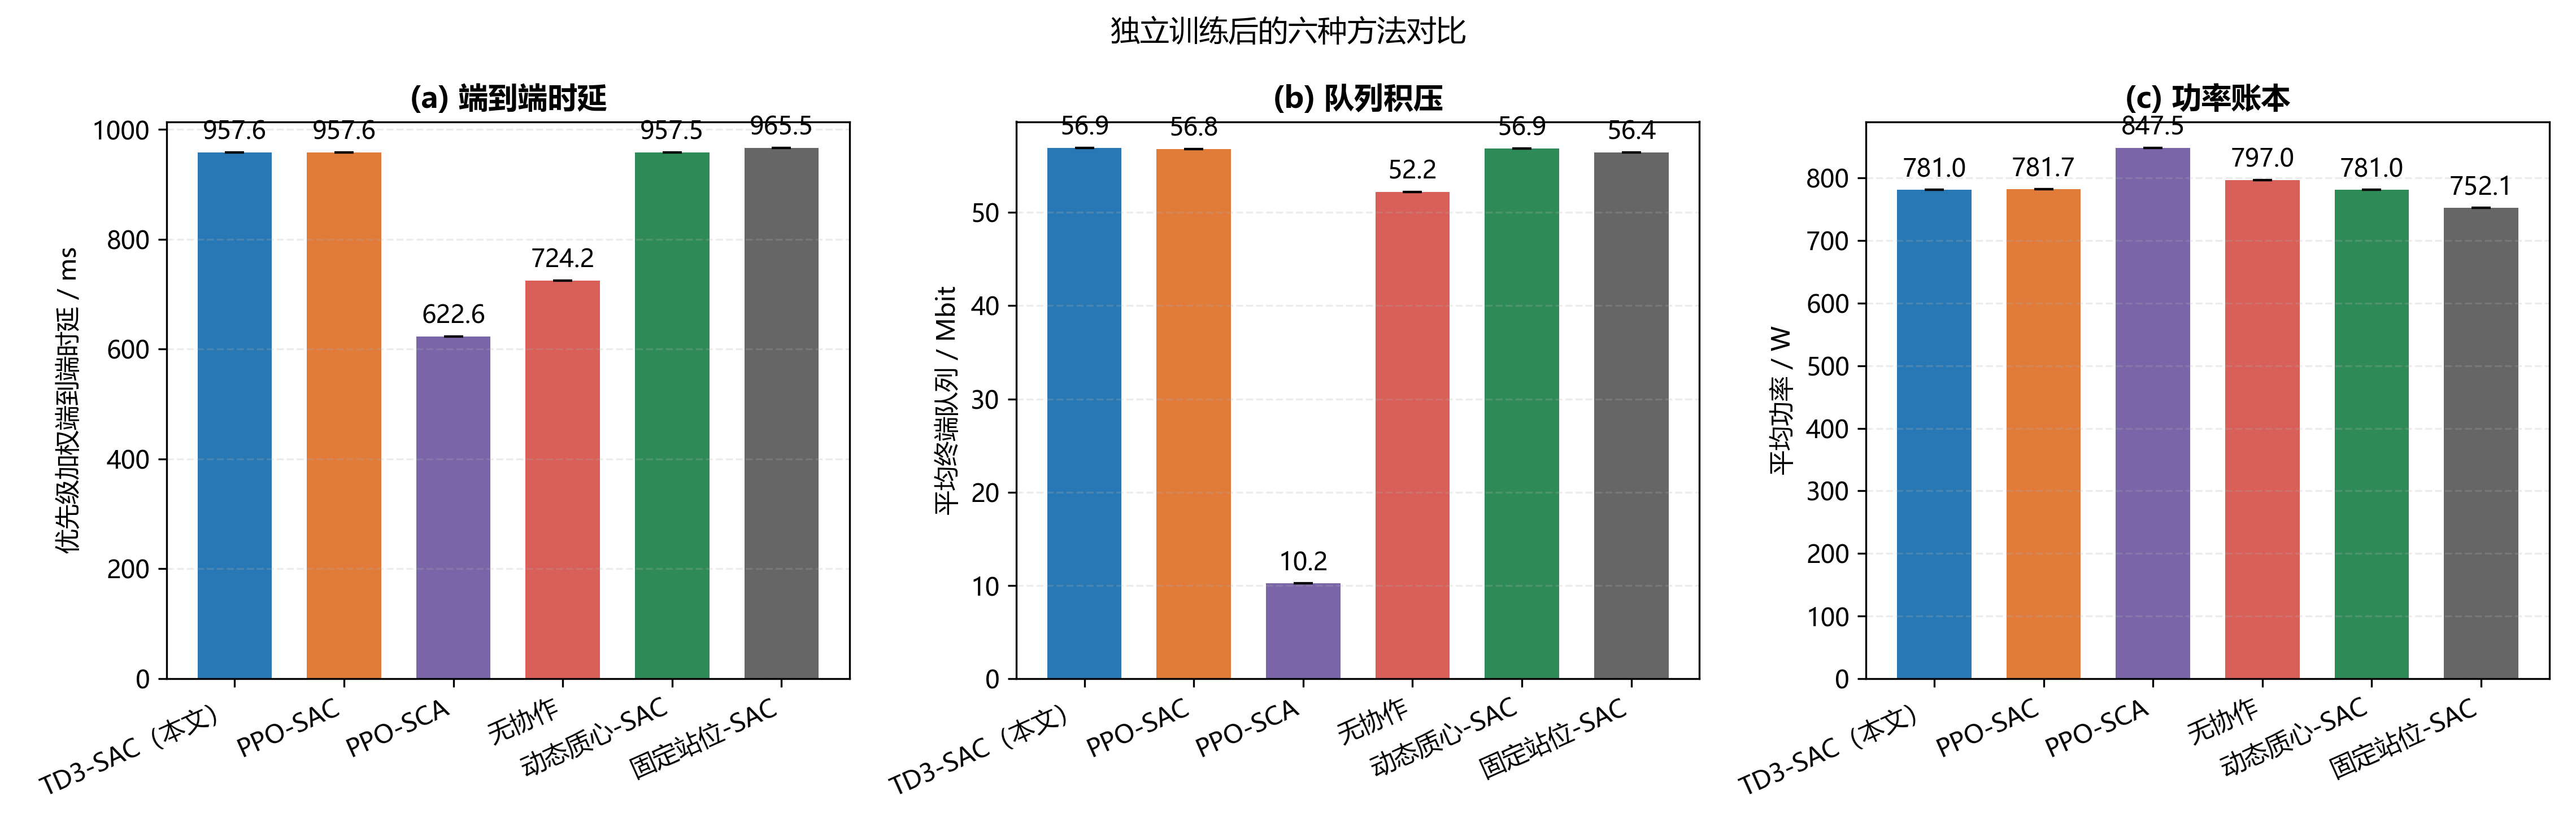 独立训练后的六种方法对比
(a) 端到端时延
优先级加权端到端时延 / ms
1000
800
600
400
200
0
957.6
957.6
622.6
724.2
957.5
965.5
TD3-SAC（本文）
PPO-SAC
PPO-SCA
无协作
动态质心-SAC
固定站位-SAC
(b) 队列积压
平均终端队列 / Mbit
50
40
30
20
10
0
56.9
56.8
10.2
52.2
56.9
56.4
TD3-SAC（本文）
PPO-SAC
PPO-SCA
无协作
动态质心-SAC
固定站位-SAC
(c) 功率账本
平均功率 / W
800
700
600
500
400
300
200
100
0
781.0
781.7
847.5
797.0
781.0
752.1
TD3-SAC（本文）
PPO-SAC
PPO-SCA
无协作
动态质心-SAC
固定站位-SAC